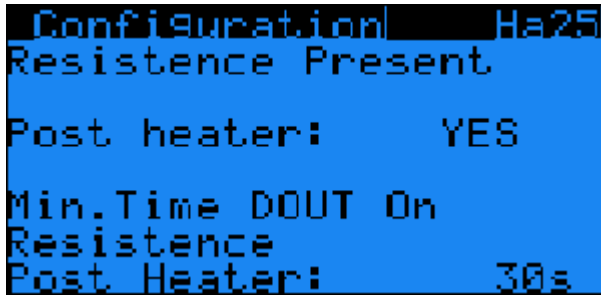 Configuration Ha25
Resistence Present
Post heater: YES
Min.Time DOUT On
Resistence
Post Heater: 30s